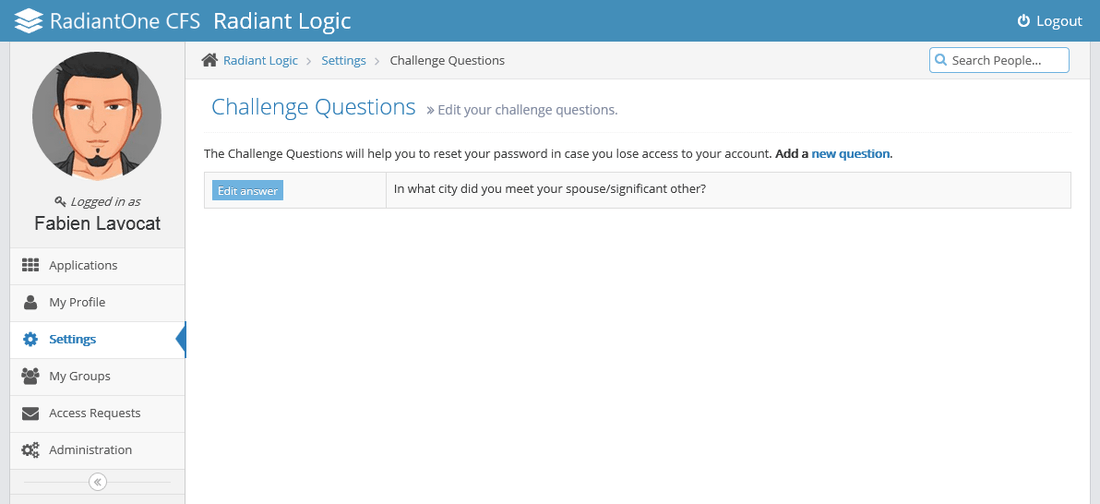 RadiantOne CFS Radiant Logic
Logout
Logged in as
Fabien Lavocat
Applications
My Profile
Settings
My Groups
Access Requests
Administration
Radiant Logic > Settings > Challenge Questions
Search People...
Challenge Questions » Edit your challenge questions.
The Challenge Questions will help you to reset your password in case you lose access to your account. Add a new question.
Edit answer In what city did you meet your spouse/significant other?